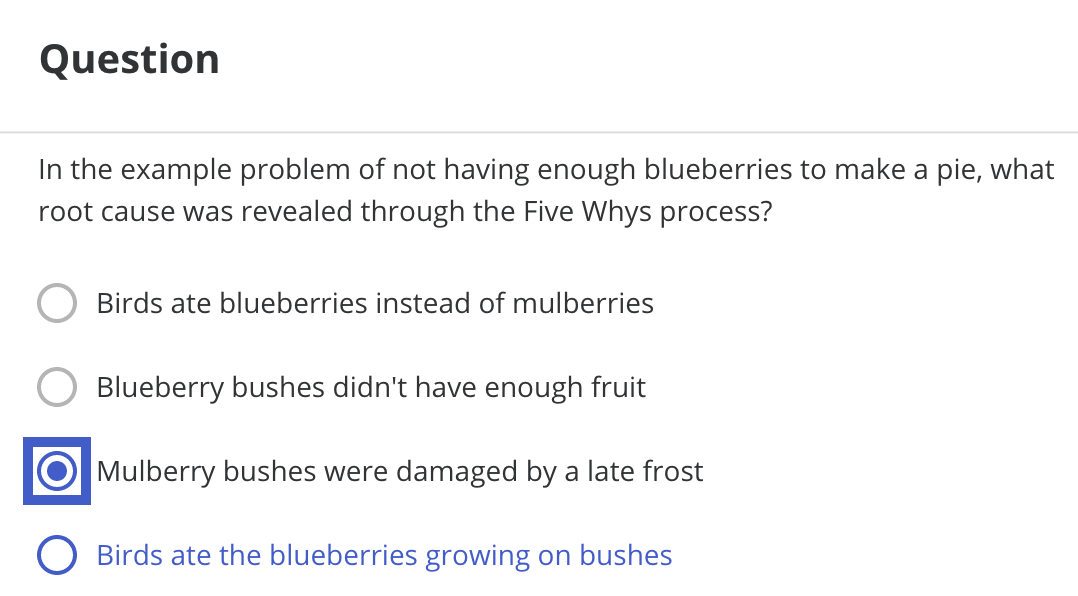 Question
In the example problem of not having enough blueberries to make a pie, what
root cause was revealed through the Five Whys process?
Birds ate blueberries instead of mulberries
Blueberry bushes didn't have enough fruit
Mulberry bushes were damaged by a late frost
Birds ate the blueberries growing on bushes